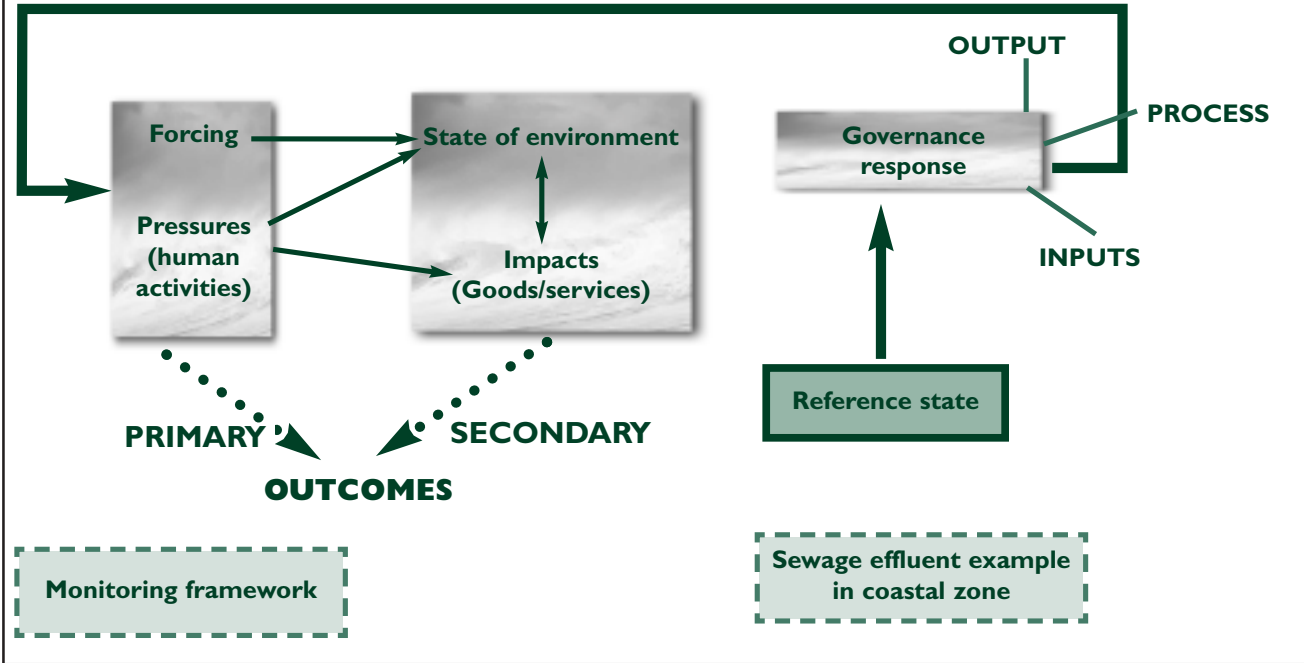 OUTPUT
PROCESS
Forcing
State of environment
Governance
response
Pressures
(human
activities)
Impacts
(Goods/services)
INPUTS
Reference state
PRIMARY
SECONDARY
OUTCOMES
Monitoring framework
Sewage effluent example
in coastal zone